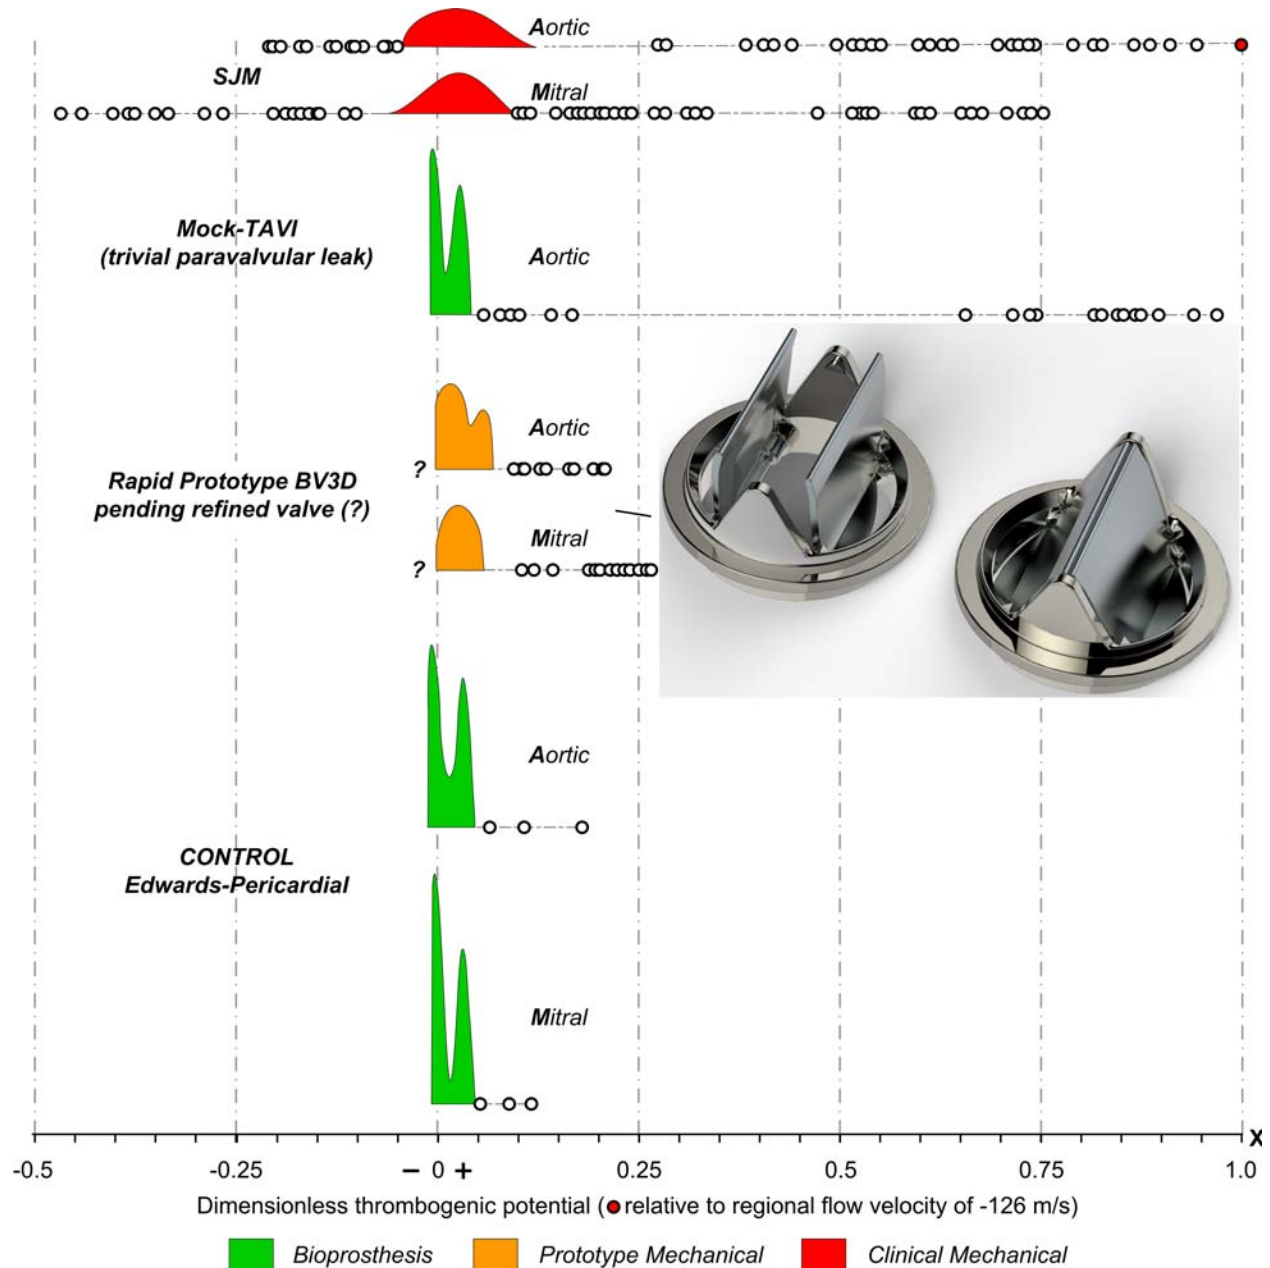 Aortic
SJM
Mitral
Mock-TAVI
(trivial paravalvular leak)
Aortic
Aortic
?
Rapid Prototype BV3D
pending refined valve (?)
Mitral
?
Aortic
CONTROL
Edwards-Pericardial
Mitral
X
-0.5 -0.25 − 0 + 0.25 0.5 0.75 1.0
Dimensionless thrombogenic potential ( relative to regional flow velocity of -126 m/s)
Bioprosthesis Prototype Mechanical Clinical Mechanical